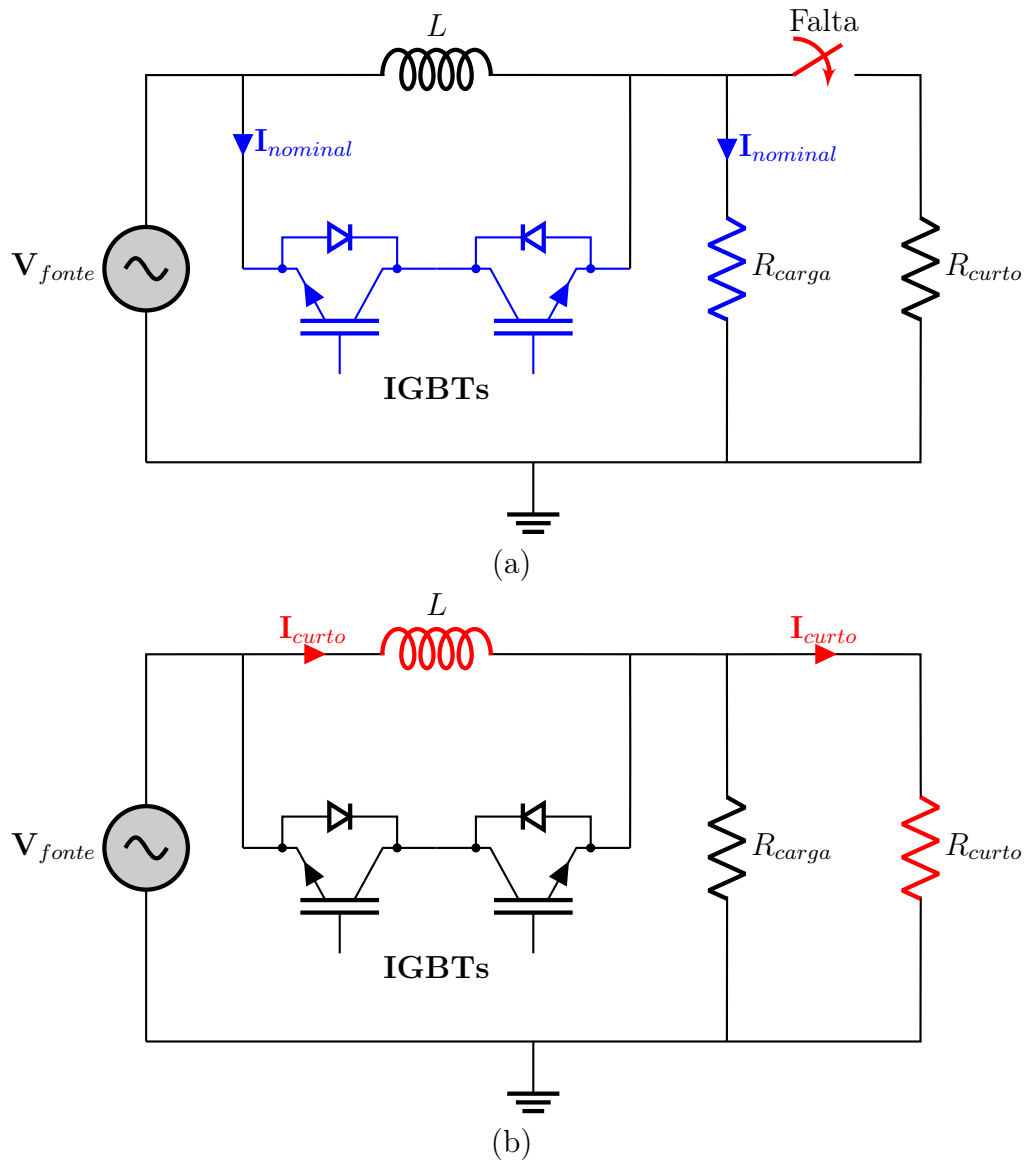 L
Falta
I_nominal
I_nominal
V_fonte
R_carga
R_curto
IGBTs
(a)
L
I_curto
I_curto
V_fonte
R_carga
R_curto
IGBTs
(b)